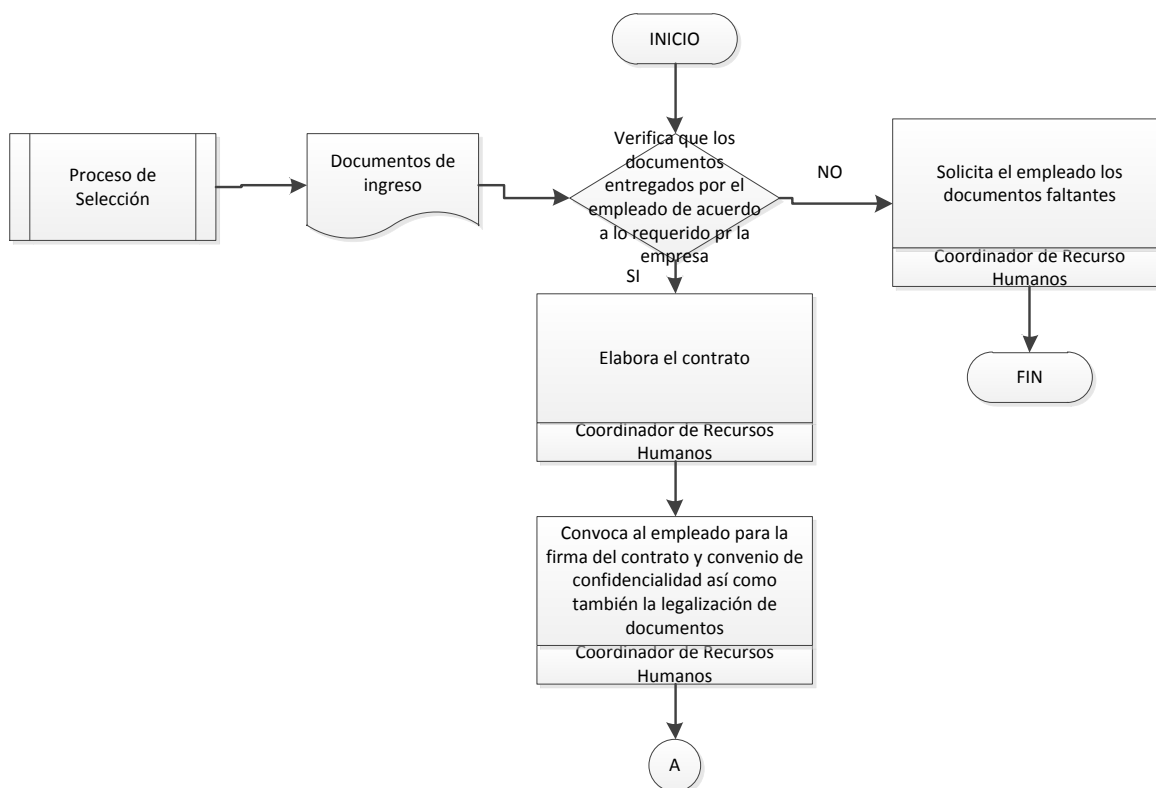 INICIO
Proceso de
Selección
Documentos de
ingreso
Verifica que los
documentos
entregados por el
empleado de acuerdo
a lo requerido pr la
empresa
NO
Solicita el empleado los
documentos faltantes
Coordinador de Recurso
Humanos
FIN
SI
Elabora el contrato
Coordinador de Recursos
Humanos
Convoca al empleado para la
firma del contrato y convenio de
confidencialidad así como
también la legalización de
documentos
Coordinador de Recursos
Humanos
A